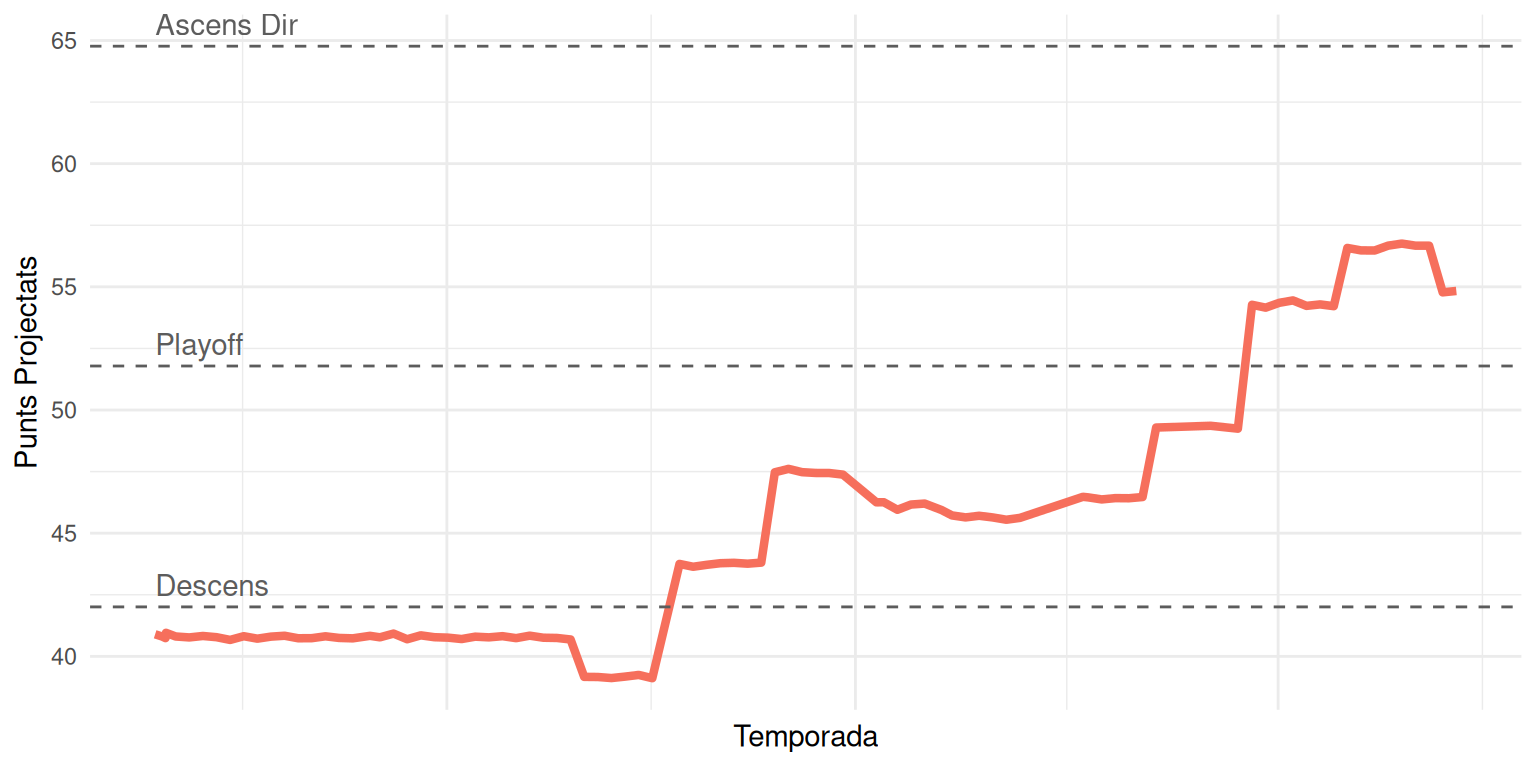 Ascens Dir
65
60
55
Playoff
50
45
Descens
40
Punts Projectats
Temporada